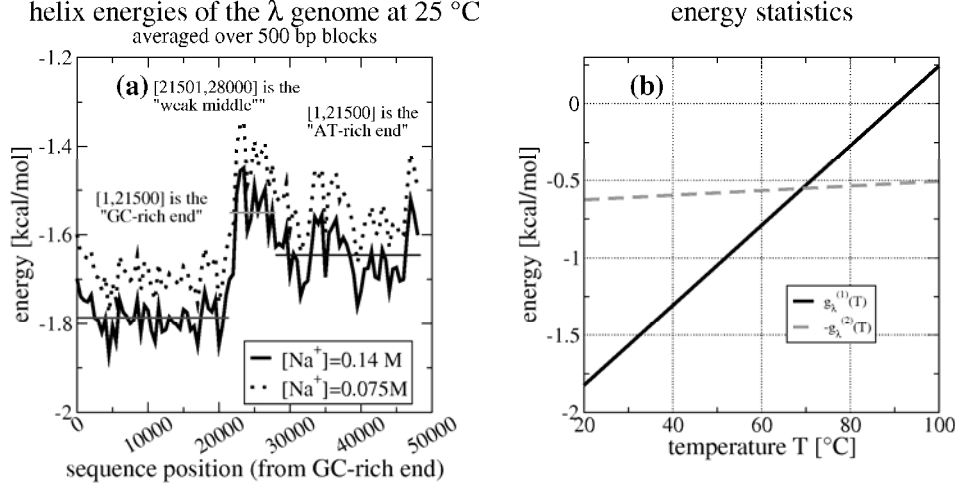 helix energies of the λ genome at 25 °C
averaged over 500 bp blocks
energy statistics
(a)
[21501,28000] is the
"weak middle""
[1,21500] is the
"AT-rich end"
[1,21500] is the
"GC-rich end"
[Na+]=0.14 M
[Na+]=0.075M
-1.2
-1.4
-1.6
-1.8
-2
energy [kcal/mol]
0
10000
20000
30000
40000
50000
sequence position (from GC-rich end)
(b)
0
-0.5
-1
-1.5
-2
energy [kcal/mol]
gλ(1)(T)
-gλ(2)(T)
20
40
60
80
100
temperature T [°C]